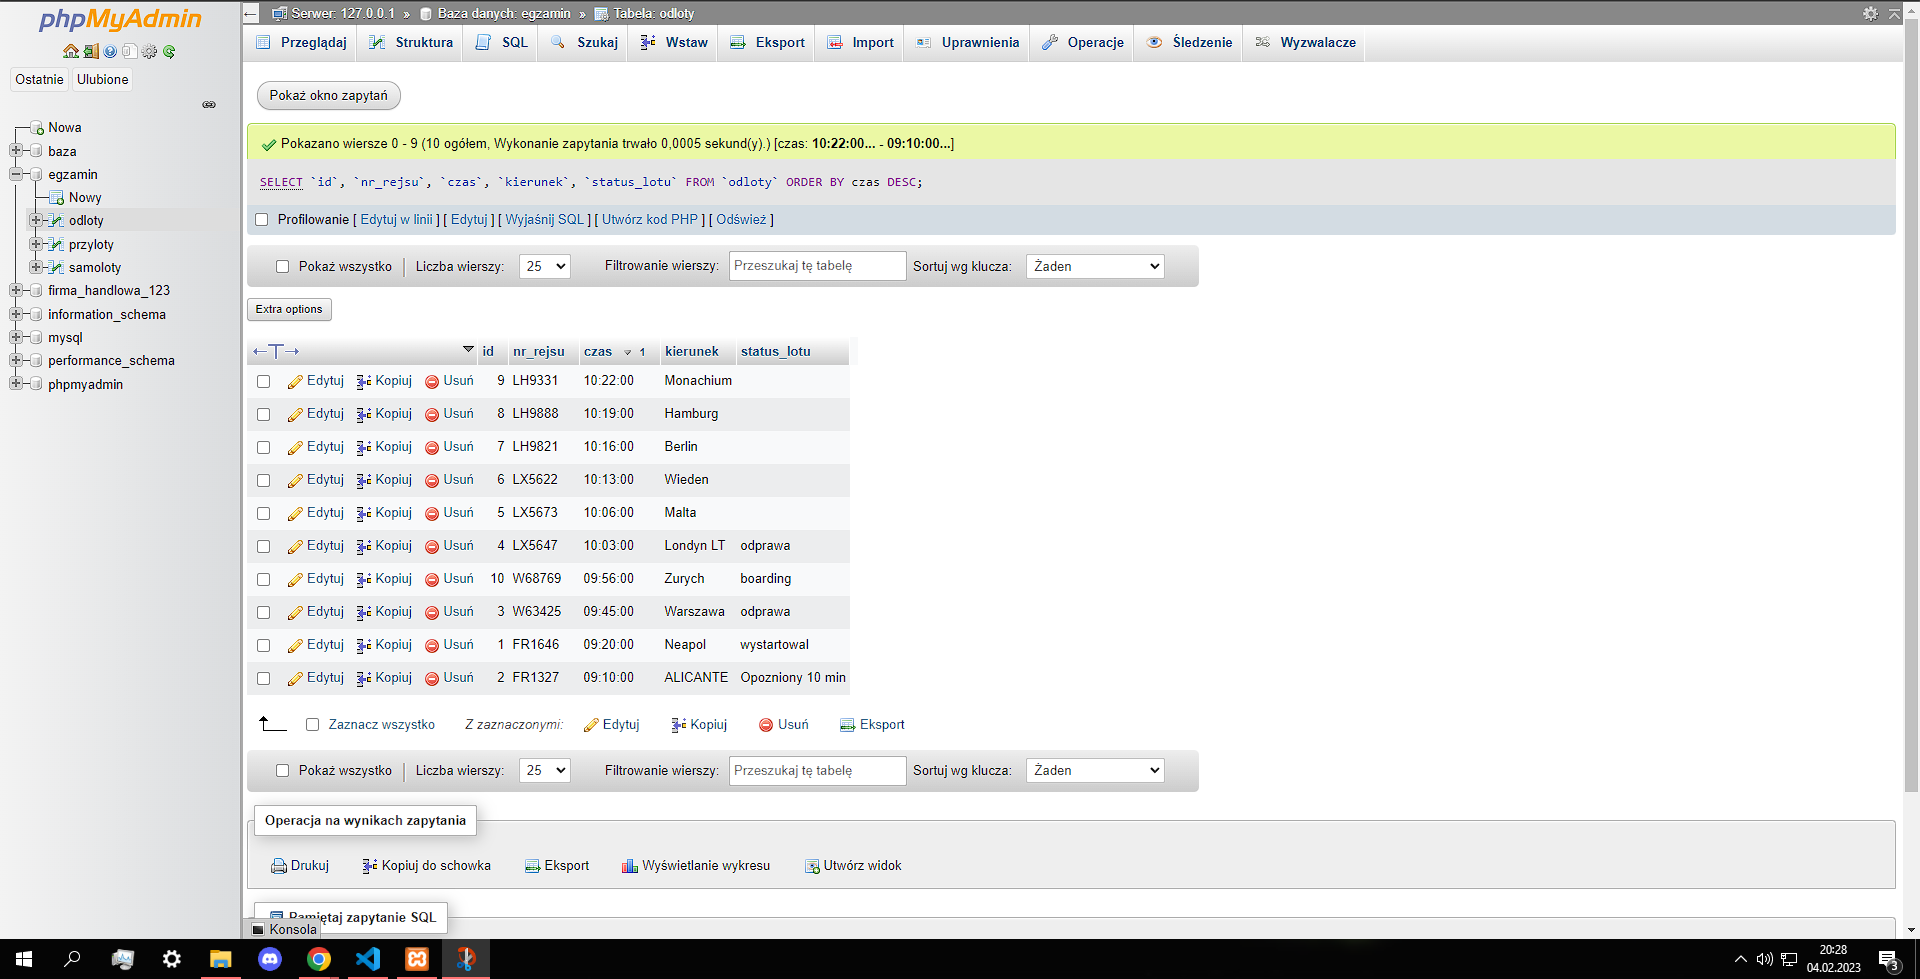 phpMyAdmin
Ostatnie Ulubione
Nowa
baza
egzamin
Nowy
odloty
przyloty
samoloty
firma_handlowa_123
information_schema
mysql
performance_schema
phpmyadmin
Serwer: 127.0.0.1 » Baza danych: egzamin » Tabela: odloty
Przeglądaj Struktura SQL Szukaj Wstaw Eksport Import Uprawnienia Operacje Śledzenie Wyzwalacze
Pokaż okno zapytań
Pokazano wiersze 0 - 9 (10 ogółem, Wykonanie zapytania trwało 0,0005 sekund(y).) [czas: 10:22:00... - 09:10:00...]
SELECT `id`, `nr_rejsu`, `czas`, `kierunek`, `status_lotu` FROM `odloty` ORDER BY czas DESC;
Profilowanie [ Edytuj w linii ] [ Edytuj ] [ Wyjaśnij SQL ] [ Utwórz kod PHP ] [ Odśwież ]
Pokaż wszystko Liczba wierszy: 25 Filtrowanie wierszy: Przeszukaj tę tabelę Sortuj wg klucza: Żaden
Extra options
id nr_rejsu czas 1 kierunek status_lotu
Edytuj Kopiuj Usuń 9 LH9331 10:22:00 Monachium
Edytuj Kopiuj Usuń 8 LH9888 10:19:00 Hamburg
Edytuj Kopiuj Usuń 7 LH9821 10:16:00 Berlin
Edytuj Kopiuj Usuń 6 LX5622 10:13:00 Wieden
Edytuj Kopiuj Usuń 5 LX5673 10:06:00 Malta
Edytuj Kopiuj Usuń 4 LX5647 10:03:00 Londyn LT odprawa
Edytuj Kopiuj Usuń 10 W68769 09:56:00 Zurych boarding
Edytuj Kopiuj Usuń 3 W63425 09:45:00 Warszawa odprawa
Edytuj Kopiuj Usuń 1 FR1646 09:20:00 Neapol wystartowal
Edytuj Kopiuj Usuń 2 FR1327 09:10:00 ALICANTE Opozniony 10 min
Zaznacz wszystko Z zaznaczonymi: Edytuj Kopiuj Usuń Eksport
Pokaż wszystko Liczba wierszy: 25 Filtrowanie wierszy: Przeszukaj tę tabelę Sortuj wg klucza: Żaden
Operacja na wynikach zapytania
Drukuj Kopiuj do schowka Eksport Wyświetlanie wykresu Utwórz widok
Pamiętaj zapytanie SQL
Konsola
20:28
04.02.2023
3